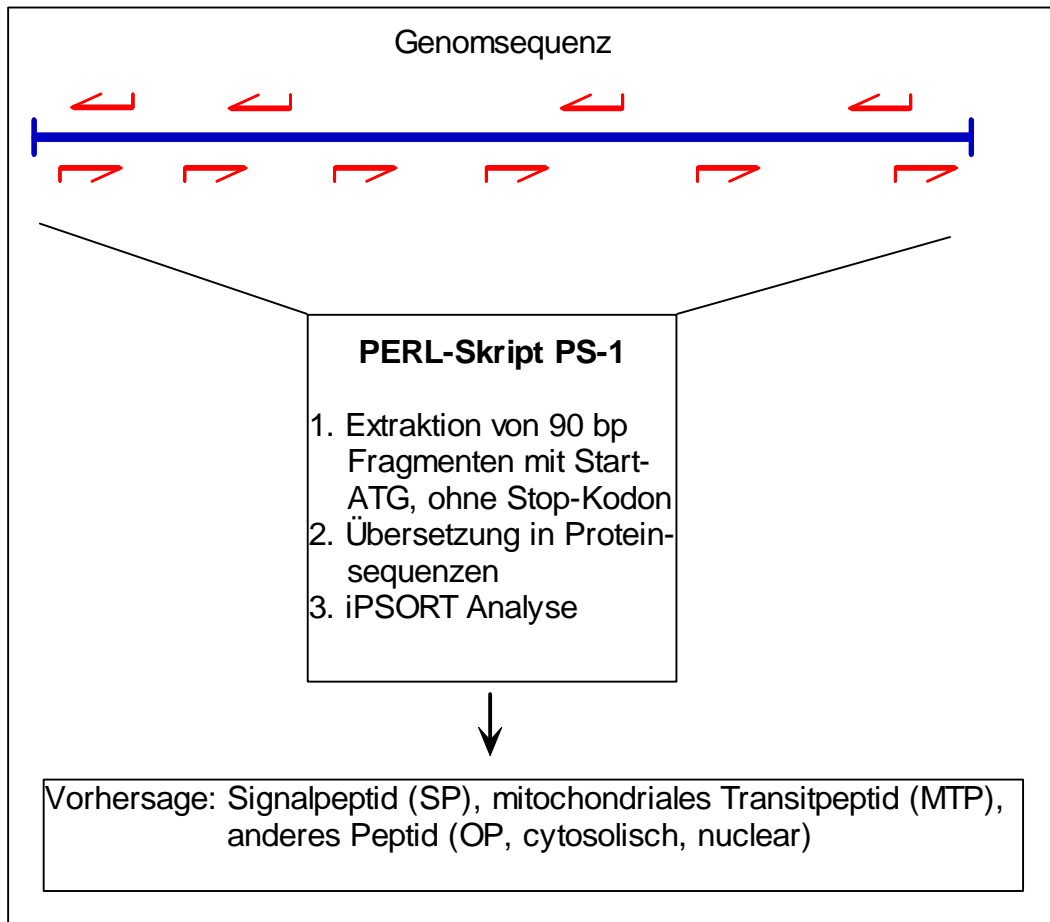 Genomsequenz
PERL-Skript PS-1
1. Extraktion von 90 bp
Fragmenten mit Start-
ATG, ohne Stop-Kodon
2. Übersetzung in Protein-
sequenzen
3. iPSORT Analyse
Vorhersage: Signalpeptid (SP), mitochondriales Transitpeptid (MTP),
anderes Peptid (OP, cytosolisch, nuclear)